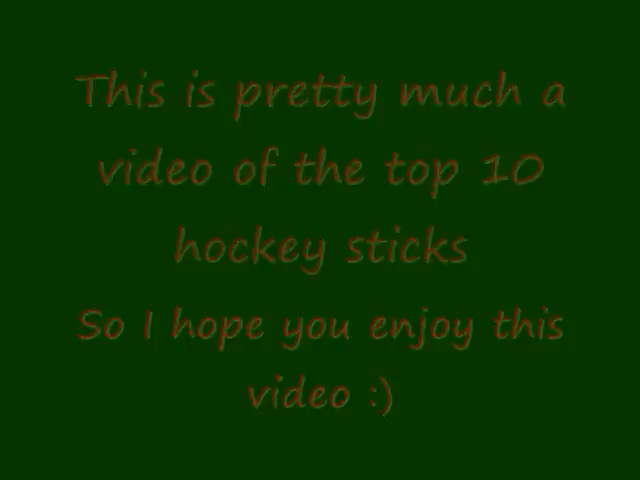 This is pretty much a
video of the top 10
hockey sticks
So I hope you enjoy this
video :)